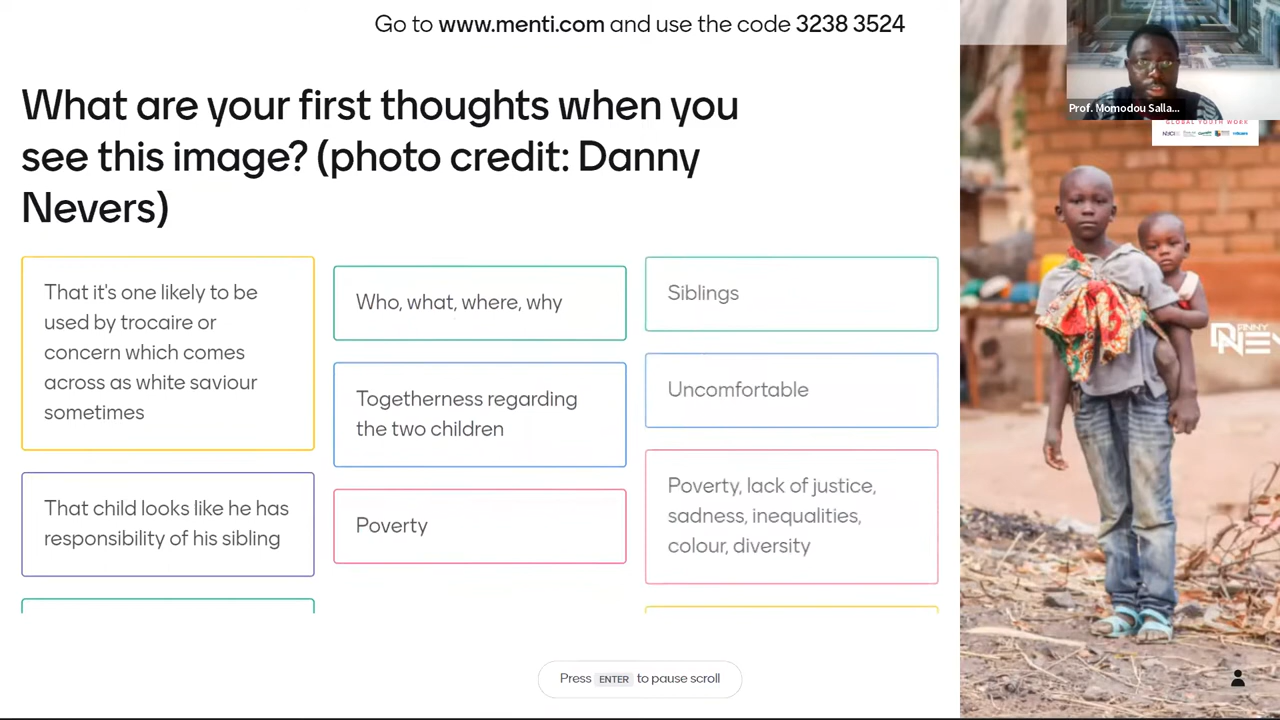 Go to www.menti.com and use the code 3238 3524
What are your first thoughts when you
see this image? (photo credit: Danny
Nevers)
That it's one likely to be
used by trocaire or
concern which comes
across as white saviour
sometimes
That child looks like he has
responsibility of his sibling
Who, what, where, why
Togetherness regarding
the two children
Poverty
Siblings
Uncomfortable
Poverty, lack of justice,
sadness, inequalities,
colour, diversity
Press ENTER to pause scroll
Prof. Momodou Salla...
GLOBAL YOUTH WORK